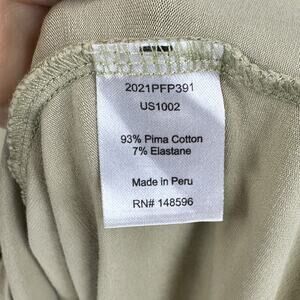 2021PFP391
US1002
93% Pima Cotton
7% Elastane
Made in Peru
RN# 148596